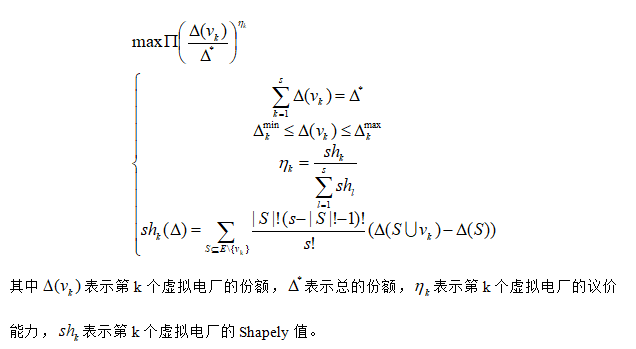 max∏(Δ(v_k)/Δ^*)^{η_k}
∑_{k=1}^{s} Δ(v_k) = Δ^*
Δ_k^{min} ≤ Δ(v_k) ≤ Δ_k^{max}
η_k = sh_k / ∑_{l=1}^{s} sh_l
sh_k(Δ) = ∑_{S⊆E\{v_k}} |S|!(s−|S|!−1)!/s! (Δ(S∪v_k)−Δ(S))
其中 Δ(v_k) 表示第 k 个虚拟电厂的份额，Δ^* 表示总的份额，η_k 表示第 k 个虚拟电厂的议价
能力，sh_k 表示第 k 个虚拟电厂的 Shapely 值。